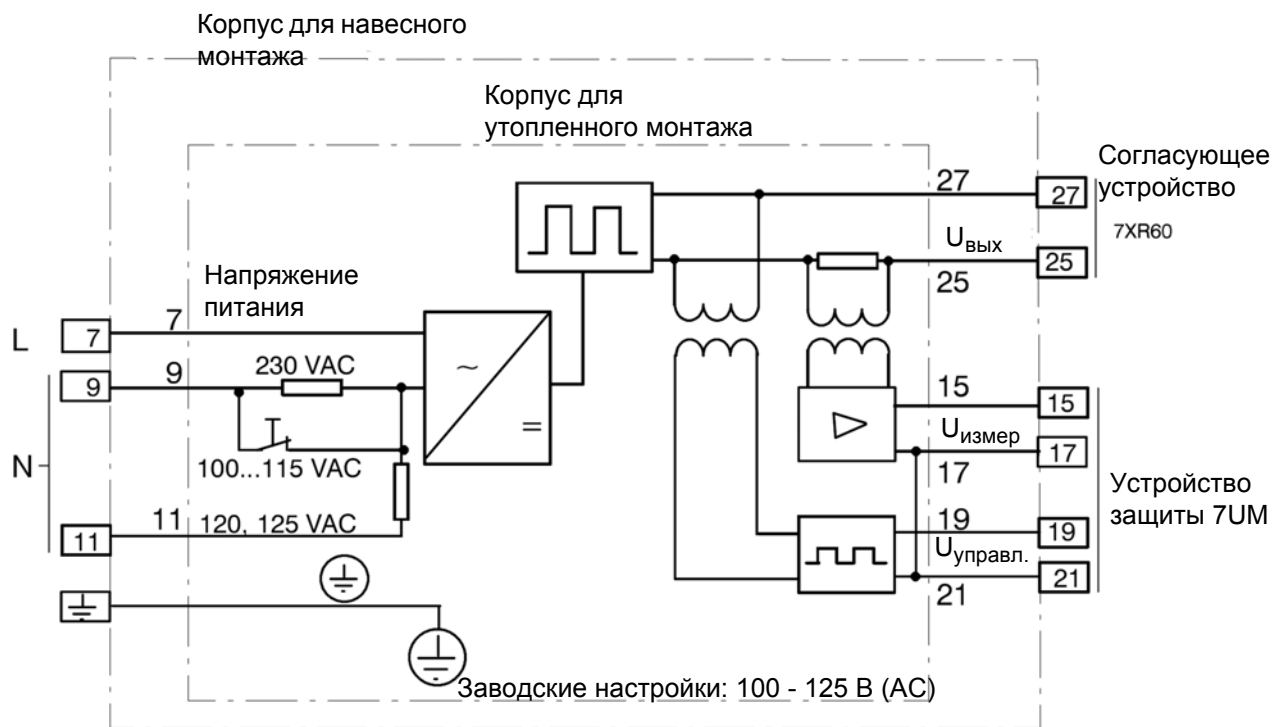 Корпус для навесного
монтажа
Корпус для
утопленного монтажа
Согласующее
устройство
7XR60
27
27
Uвых
25
25
Напряжение
питания
L
7
7
9
9
230 VAC
~
=
N
100...115 VAC
11
11
120, 125 VAC
15
15
Uизмер
17
17
19
19
Uуправл.
21
21
Устройство
защиты 7UM
Заводские настройки: 100 - 125 В (AC)